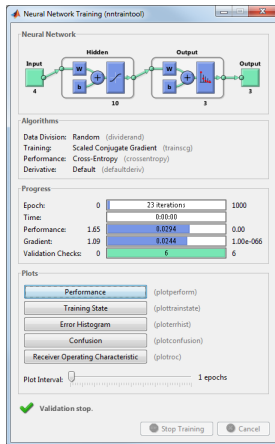 Neural Network Training (nntraintool)
Neural Network
Hidden Output
Input Output
W W
b b
4 10 3 3
Algorithms
Data Division: Random (dividerand)
Training: Scaled Conjugate Gradient (trainscg)
Performance: Cross-Entropy (crossentropy)
Derivative: Default (defaultderiv)
Progress
Epoch: 0 23 iterations 1000
Time: 0:00:00
Performance: 1.65 0.0294 0.00
Gradient: 1.09 0.0244 1.00e-066
Validation Checks: 0 6 6
Plots
Performance (plotperform)
Training State (plottrainstate)
Error Histogram (ploterrhist)
Confusion (plotconfusion)
Receiver Operating Characteristic (plotroc)
Plot Interval: 1 epochs
Validation stop.
Stop Training Cancel